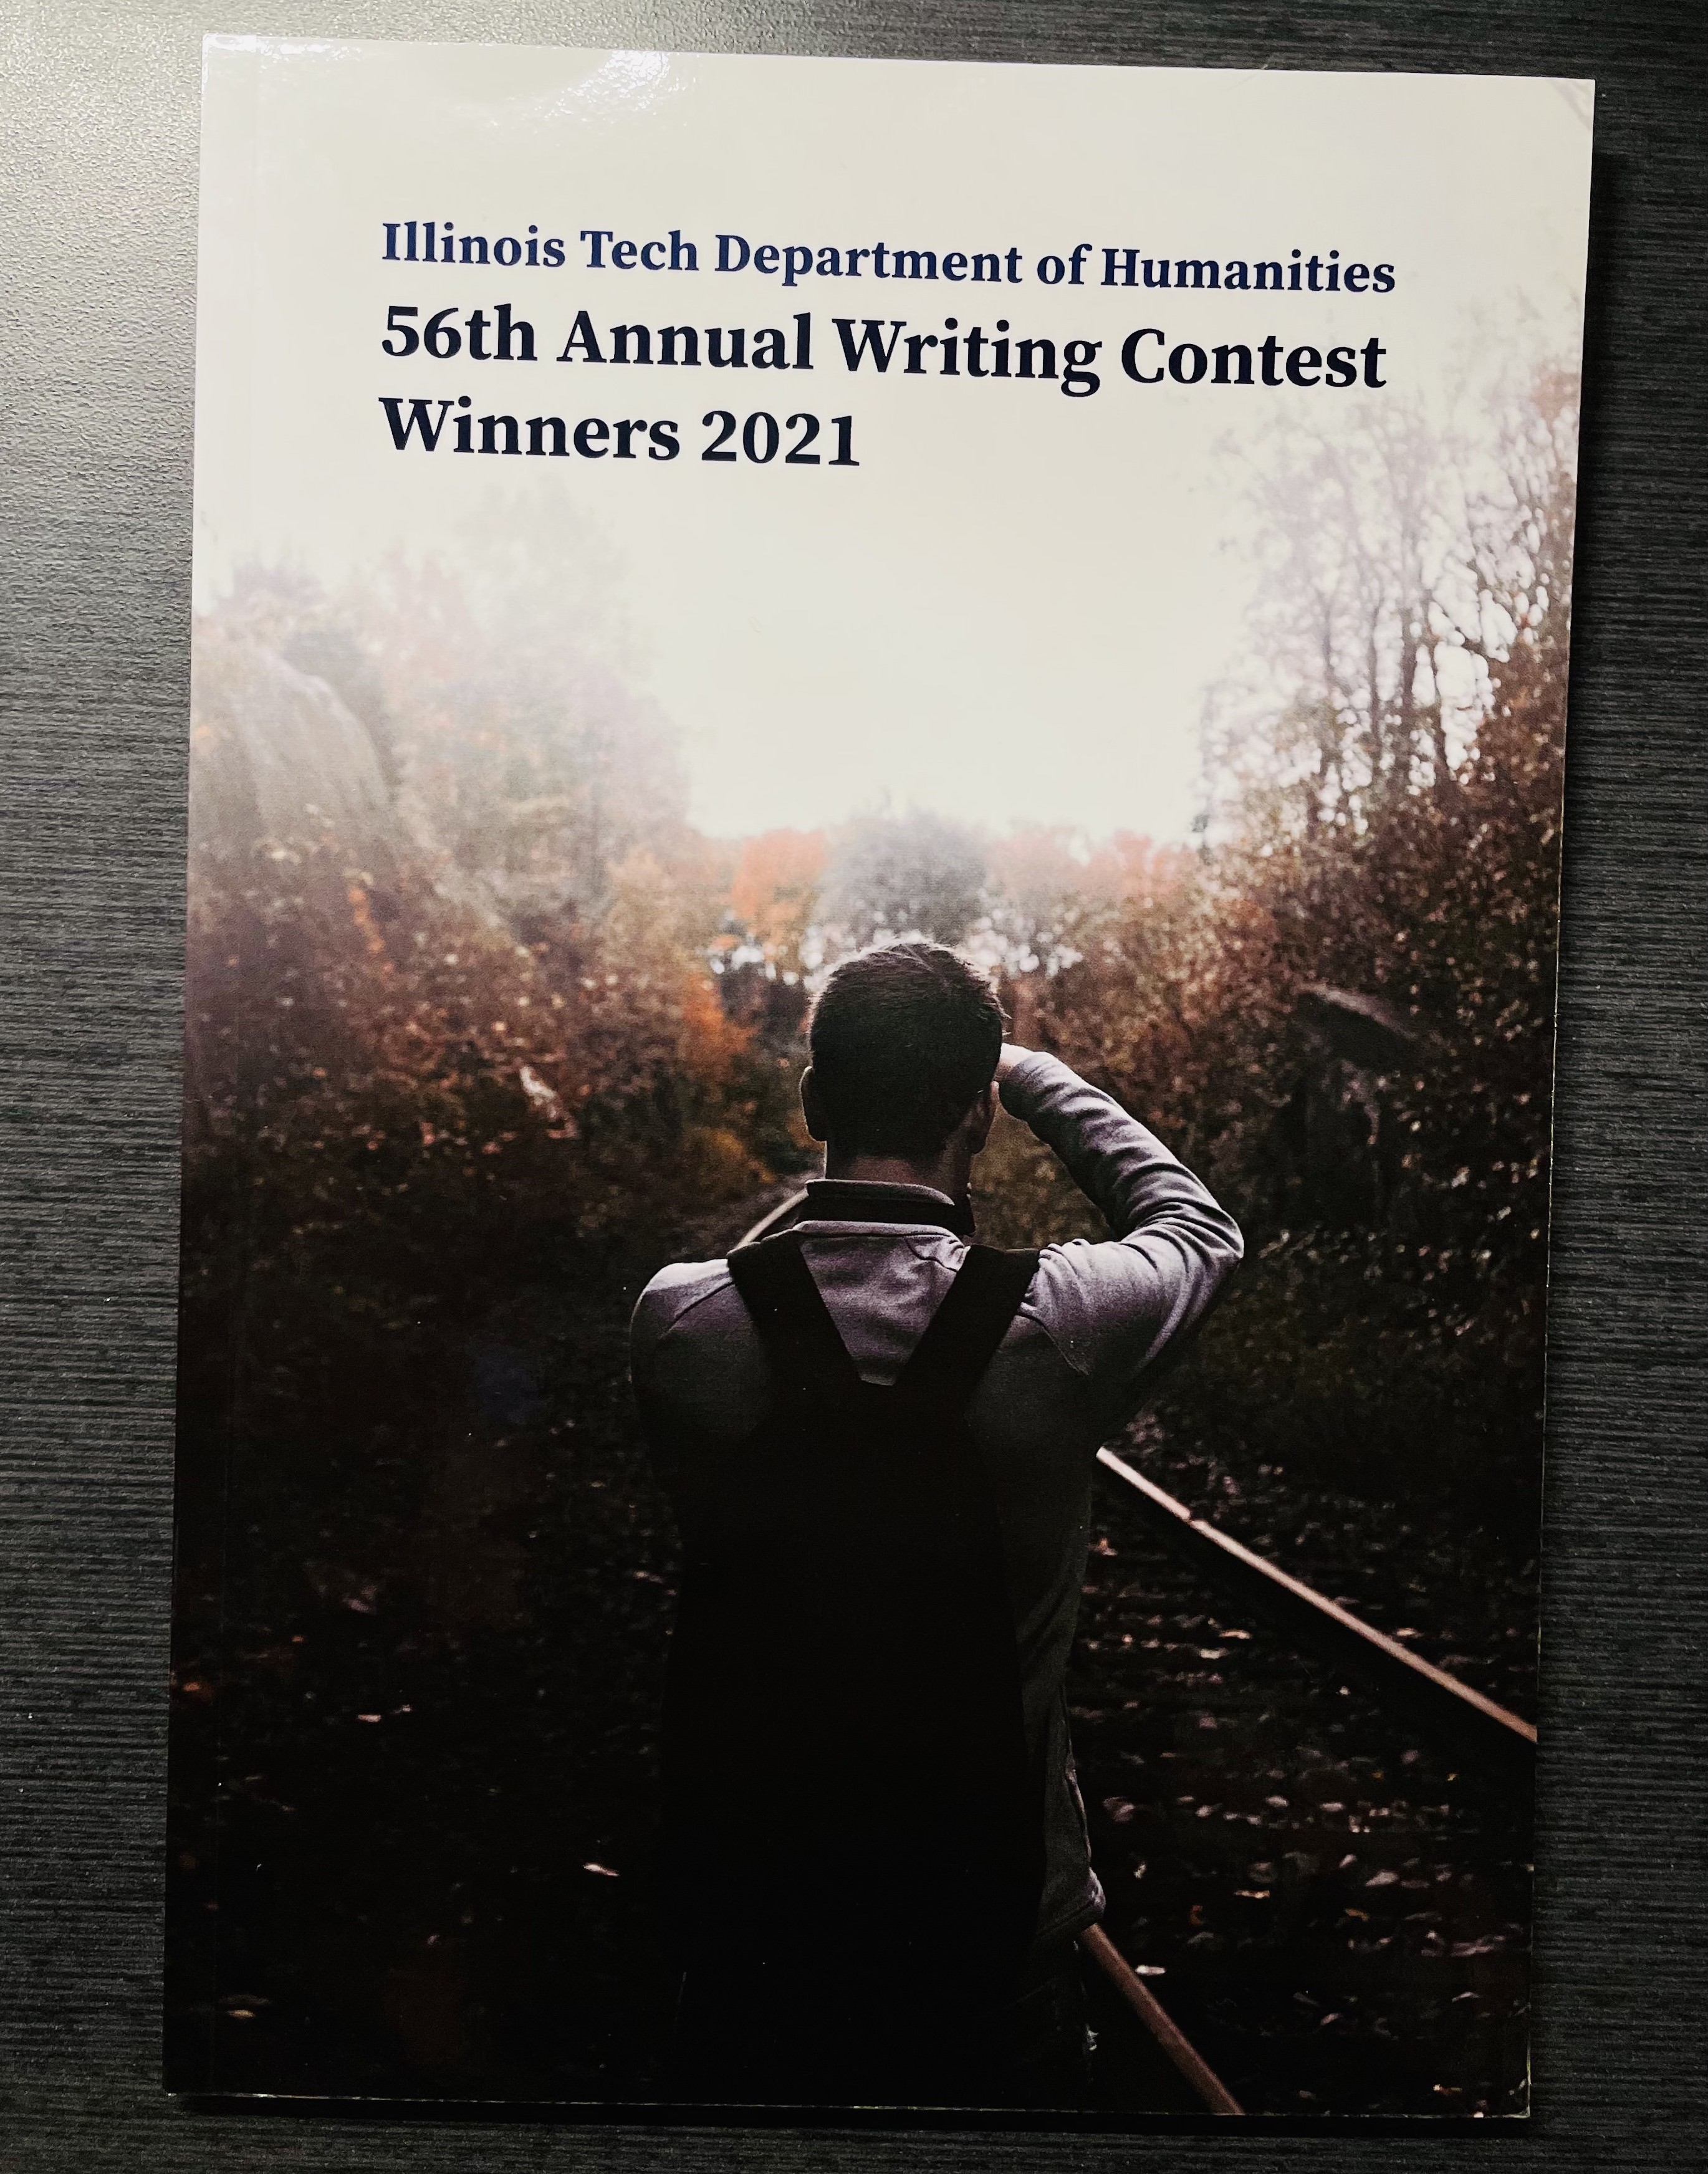 Illinois Tech Department of Humanities
56th Annual Writing Contest
Winners 2021